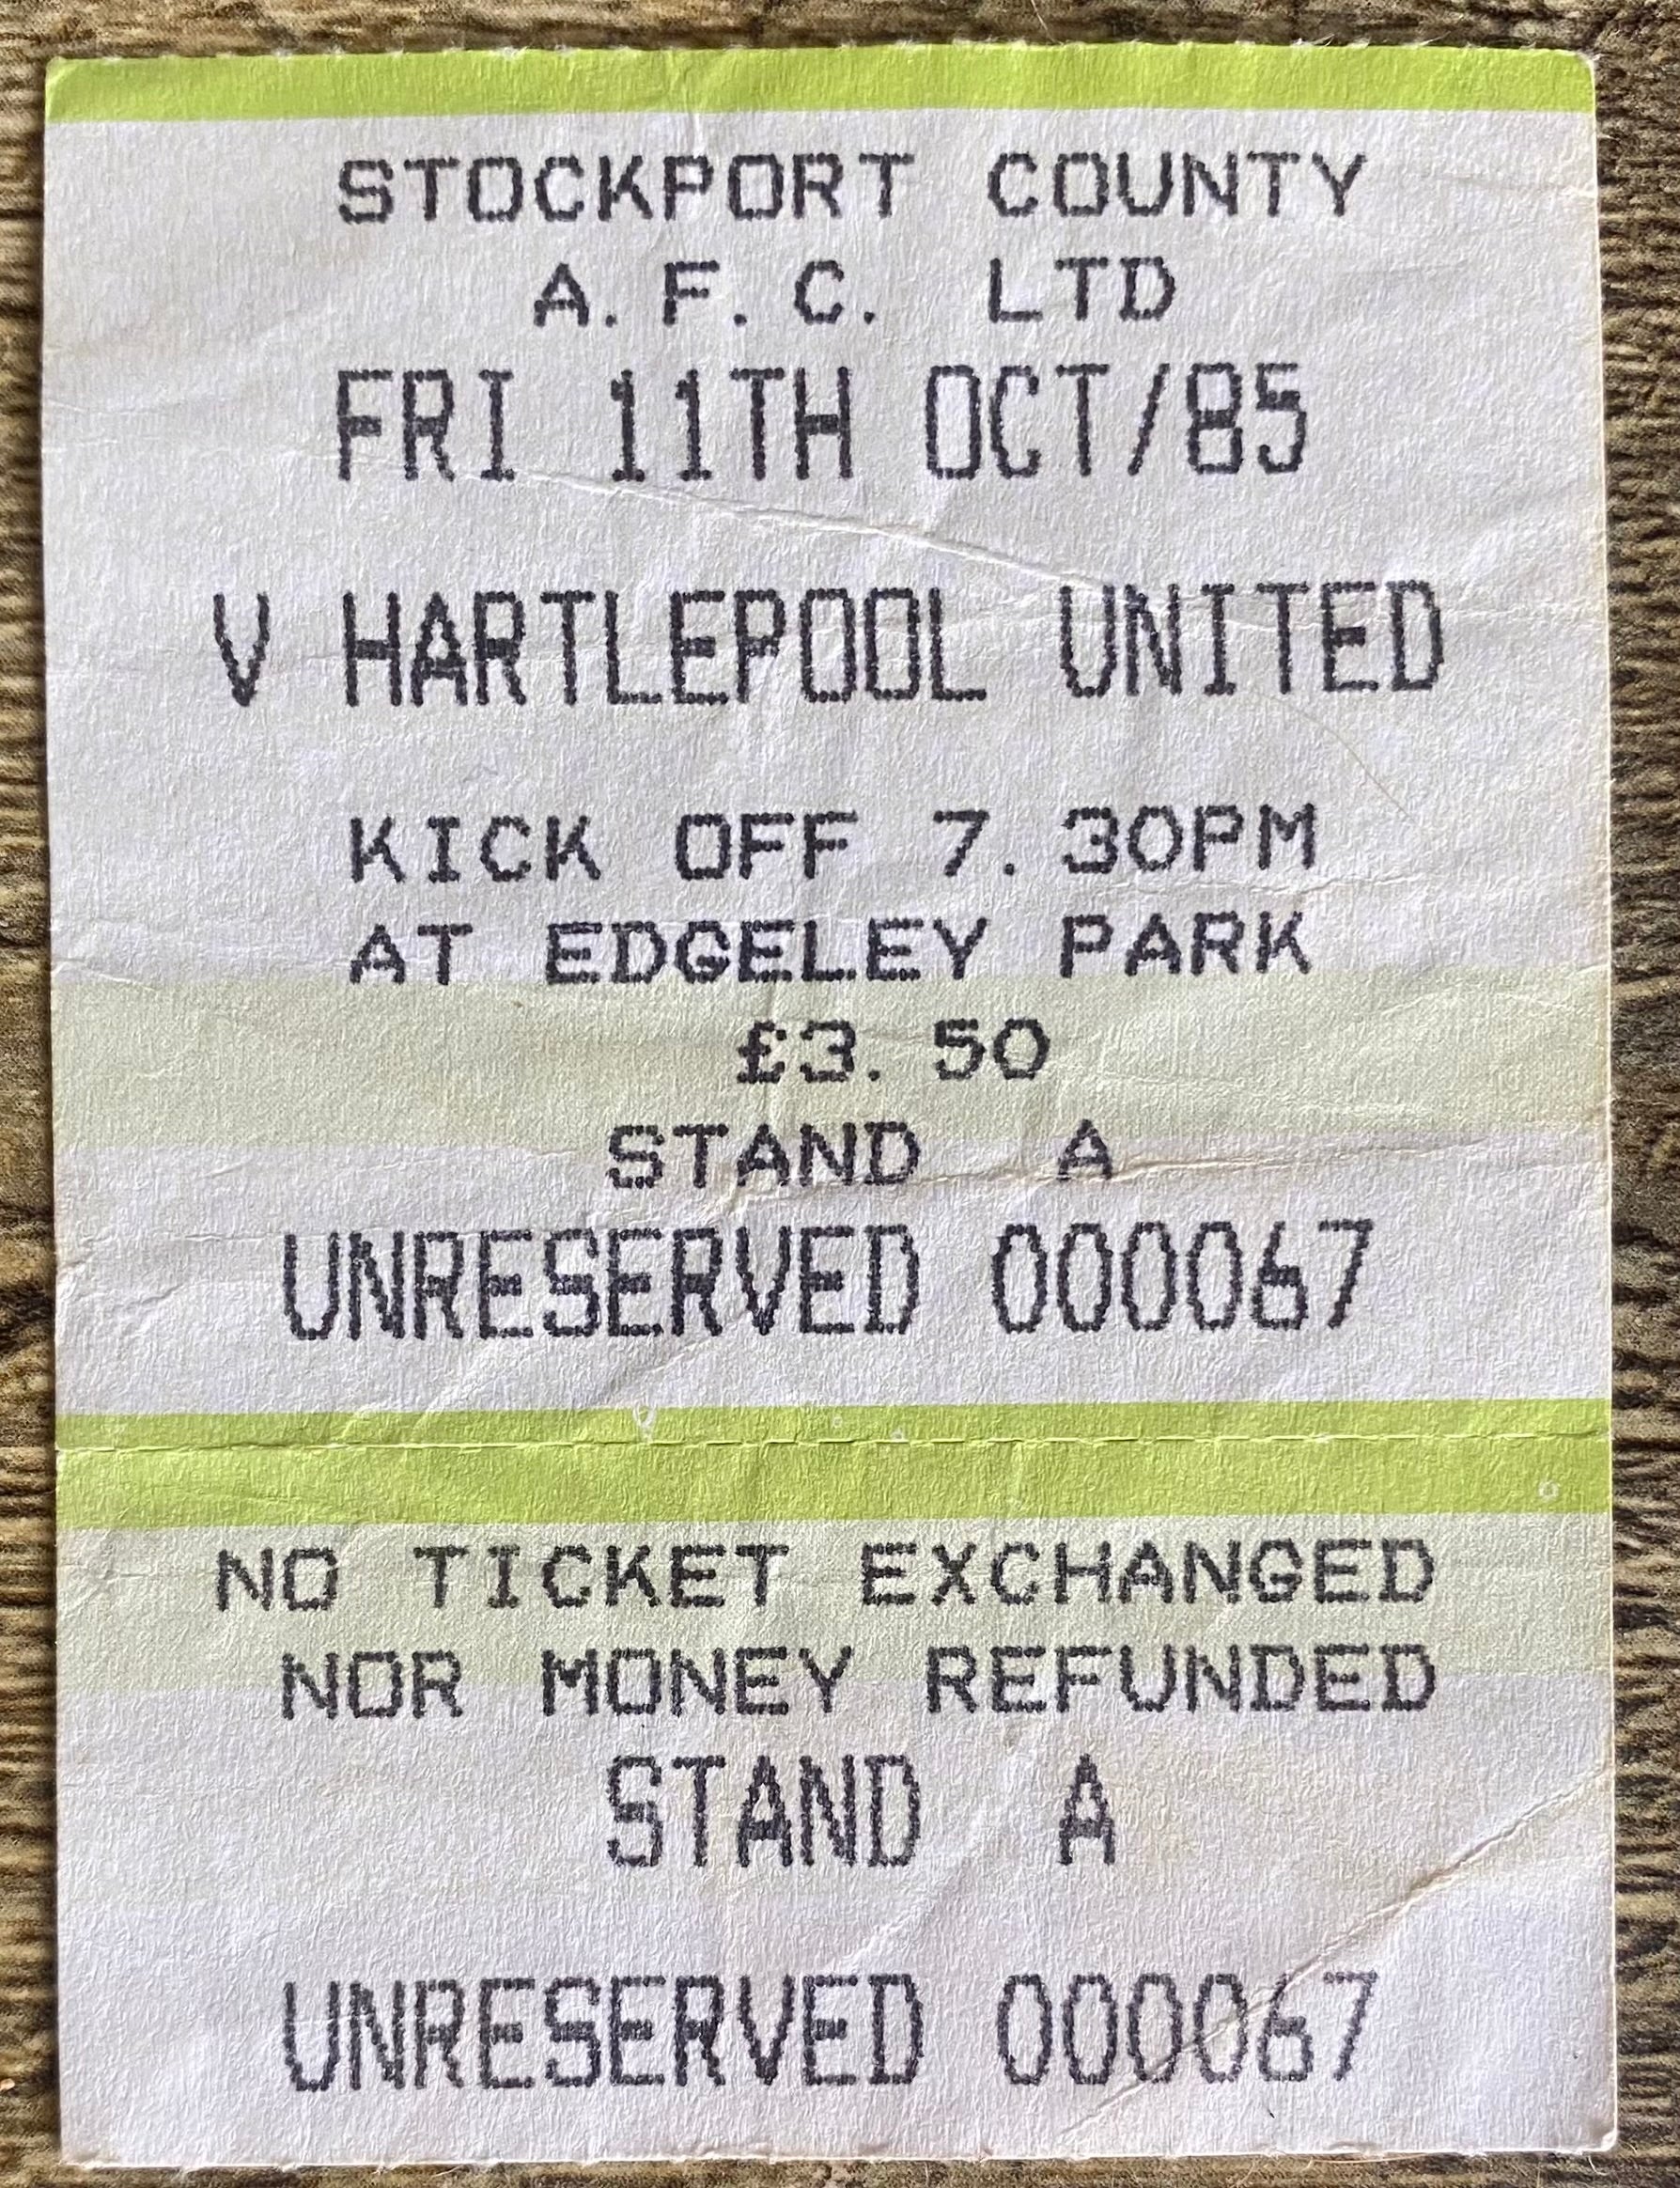 STOCKPORT COUNTY
A.F.C. LTD
FRI 11TH OCT/85
V HARTLEPOOL UNITED
KICK OFF 7.30PM
AT EDGELEY PARK
£3.50
STAND A
UNRESERVED 000067
NO TICKET EXCHANGED
NOR MONEY REFUNDED
STAND A
UNRESERVED 000067